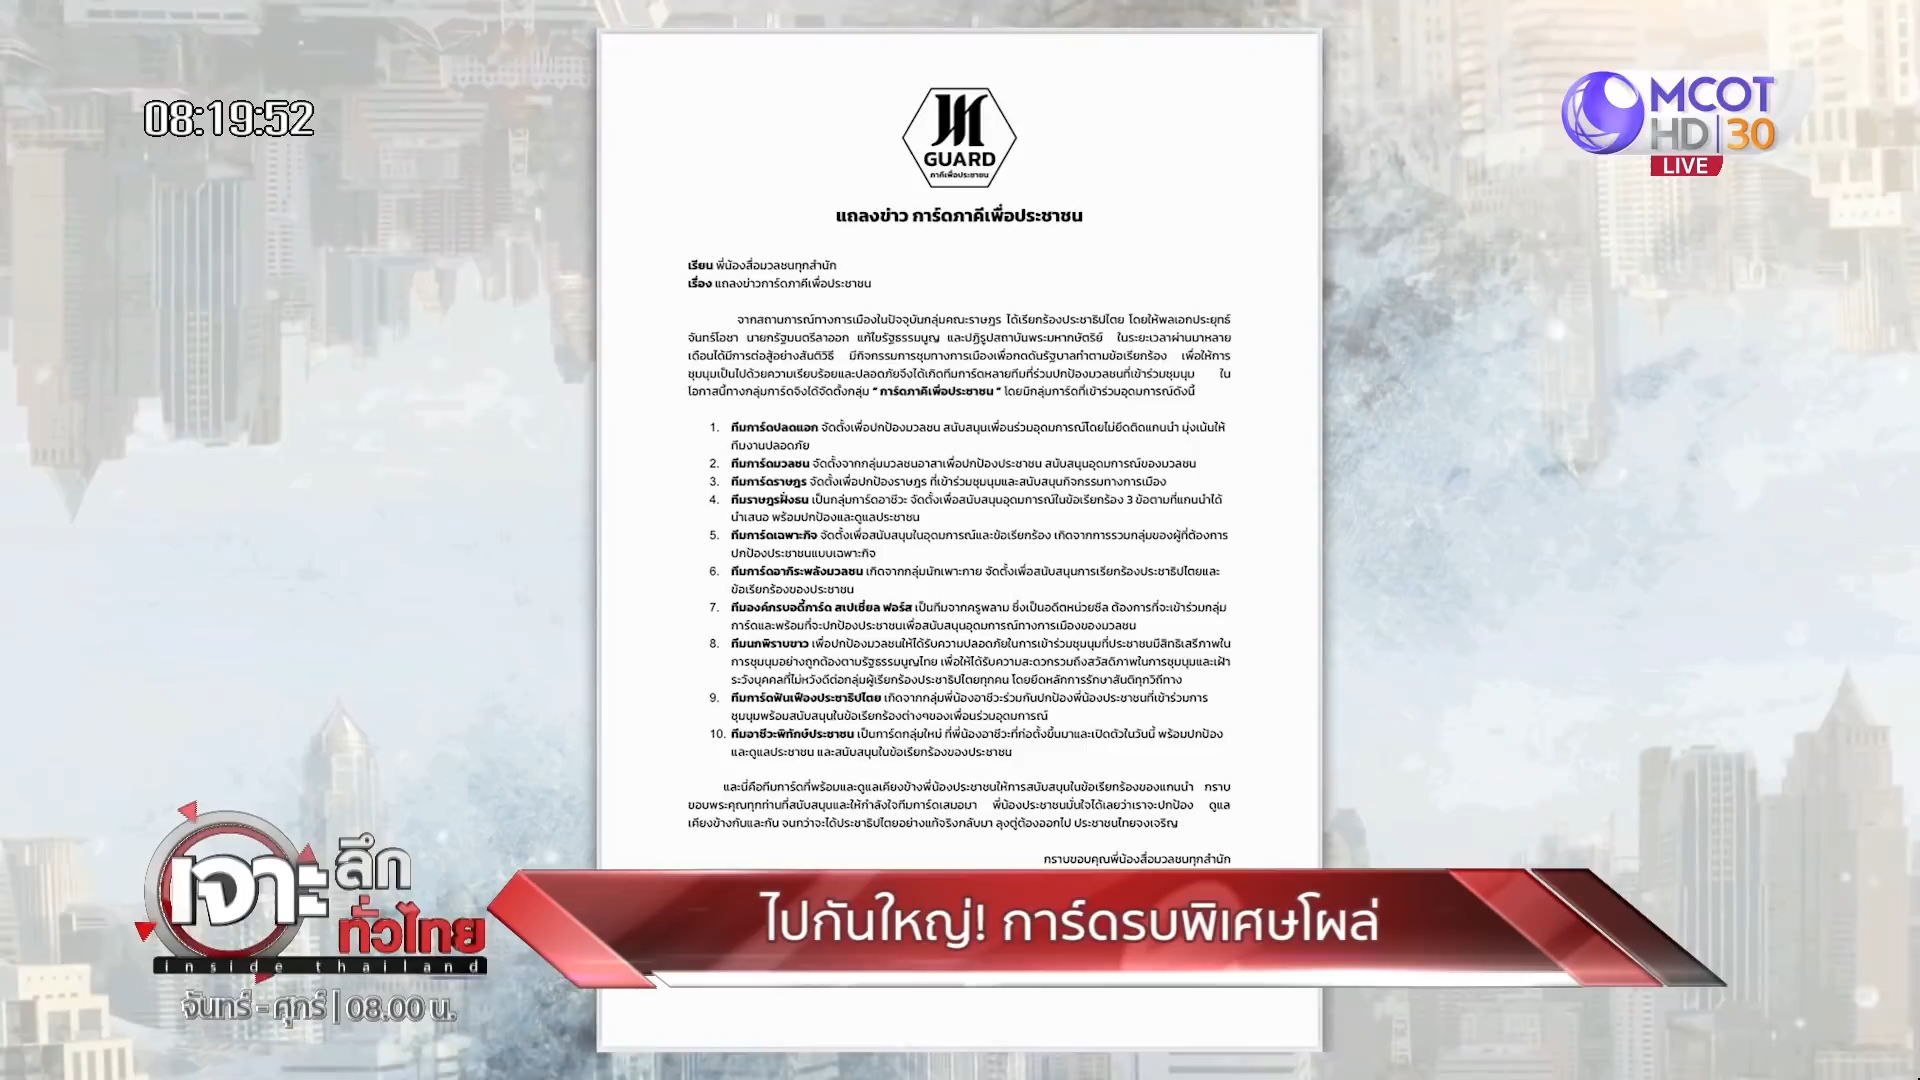 08:19:52
MCOT
HD 30
LIVE
GUARD
ภาคีเพื่อประชาชน
แถลงข่าว การ์ดภาคีเพื่อประชาชน
เรียน พี่น้องสื่อมวลชนทุกสำนัก
เรื่อง แถลงข่าวการ์ดภาคีเพื่อประชาชน
จากสถานการณ์ทางการเมืองในปัจจุบันกลุ่มคณะราษฎร ได้เรียกร้องประชาธิปไตย โดยให้พลเอกประยุทธ์
จันทร์โอชา นายกรัฐมนตรีลาออก แก้ไขรัฐธรรมนูญ และปฏิรูปสถาบันพระมหากษัตริย์ ในระยะเวลาผ่านมาหลาย
เดือนได้มีการต่อสู้อย่างสันติวิธี มีกิจกรรมการชุมทางการเมืองเพื่อกดดันรัฐบาลทำตามข้อเรียกร้อง เพื่อให้การ
ชุมนุมเป็นไปด้วยความเรียบร้อยและปลอดภัยจึงได้เกิดทีมการ์ดหลายทีมที่ร่วมปกป้องมวลชนที่เข้าร่วมชุมนุม ใน
โอกาสนี้ทางกลุ่มการ์ดจึงได้จัดตั้งกลุ่ม “ การ์ดภาคีเพื่อประชาชน ” โดยมีกลุ่มการ์ดที่เข้าร่วมอุดมการณ์ดังนี้
1. ทีมการ์ดปลดแอก จัดตั้งเพื่อปกป้องมวลชน สนับสนุนเพื่อนร่วมอุดมการณ์โดยไม่ยึดติดแกนนำ มุ่งเน้นให้
ทีมงานปลอดภัย
2. ทีมการ์ดมวลชน จัดตั้งจากกลุ่มมวลชนอาสาเพื่อปกป้องประชาชน สนับสนุนอุดมการณ์ของมวลชน
3. ทีมการ์ดราษฎร จัดตั้งเพื่อปกป้องราษฎร ที่เข้าร่วมชุมนุมและสนับสนุนกิจกรรมทางการเมือง
4. ทีมราษฎรฝั่งธน เป็นกลุ่มการ์ดอาชีวะ จัดตั้งเพื่อสนับสนุนอุดมการณ์ในข้อเรียกร้อง 3 ข้อตามที่แกนนำได้
นำเสนอ พร้อมปกป้องและดูแลประชาชน
5. ทีมการ์ดเฉพาะกิจ จัดตั้งเพื่อสนับสนุนในอุดมการณ์และข้อเรียกร้อง เกิดจากการรวมกลุ่มของผู้ที่ต้องการ
ปกป้องประชาชนแบบเฉพาะกิจ
6. ทีมการ์ดอาภิระพลังมวลชน เกิดจากกลุ่มนักเพาะกาย จัดตั้งเพื่อสนับสนุนการเรียกร้องประชาธิปไตยและ
ข้อเรียกร้องของประชาชน
7. ทีมองค์กรบอดี้การ์ด สเปเชี่ยล ฟอร์ส เป็นทีมจากครูพลาม ซึ่งเป็นอดีตหน่วยซีล ต้องการที่จะเข้าร่วมกลุ่ม
การ์ดและพร้อมที่จะปกป้องประชาชนเพื่อสนับสนุนอุดมการณ์ทางการเมืองของมวลชน
8. ทีมนกพิราบขาว เพื่อปกป้องมวลชนให้ได้รับความปลอดภัยในการเข้าร่วมชุมนุมที่ประชาชนมีสิทธิเสรีภาพใน
การชุมนุมอย่างถูกต้องตามรัฐธรรมนูญไทย เพื่อให้ได้รับความสะดวกรวมถึงสวัสดิภาพในการชุมนุมและเฝ้า
ระวังบุคคลที่ไม่หวังดีต่อกลุ่มผู้เรียกร้องประชาธิปไตยทุกคน โดยยึดหลักการรักษาสันติทุกวิถีทาง
9. ทีมการ์ดฟันเฟืองประชาธิปไตย เกิดจากกลุ่มพี่น้องอาชีวะร่วมกันปกป้องพี่น้องประชาชนที่เข้าร่วมการ
ชุมนุมพร้อมสนับสนุนในข้อเรียกร้องต่างๆของเพื่อนร่วมอุดมการณ์
10. ทีมอาชีวะพิทักษ์ประชาชน เป็นการ์ดกลุ่มใหม่ ที่พี่น้องอาชีวะที่ก่อตั้งขึ้นมาและเปิดตัวในวันนี้ พร้อมปกป้อง
และดูแลประชาชน และสนับสนุนในข้อเรียกร้องของประชาชน
และนี่คือทีมการ์ดที่พร้อมและดูแลเคียงข้างพี่น้องประชาชนให้การสนับสนุนในข้อเรียกร้องของแกนนำ กราบ
ขอบพระคุณทุกท่านที่สนับสนุนและให้กำลังใจทีมการ์ดเสมอมา พี่น้องประชาชนมั่นใจได้เลยว่าเราจะปกป้อง ดูแล
เคียงข้างกันและกัน จนกว่าจะได้ประชาธิปไตยอย่างแท้จริงกลับมา ลุงตู่ต้องออกไป ประชาชนไทยจงเจริญ
กราบขอบคุณพี่น้องสื่อมวลชนทุกสำนัก
เจาะลึกทั่วไทย
inside thailand
จันทร์ - ศุกร์ | 08.00 น.
ไปกันใหญ่! การ์ดรบพิเศษโผล่